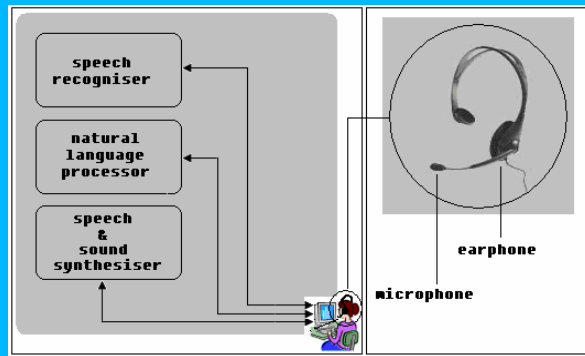 speech
recogniser
natural
language
processor
speech
&
sound
synthesiser
earphone
microphone